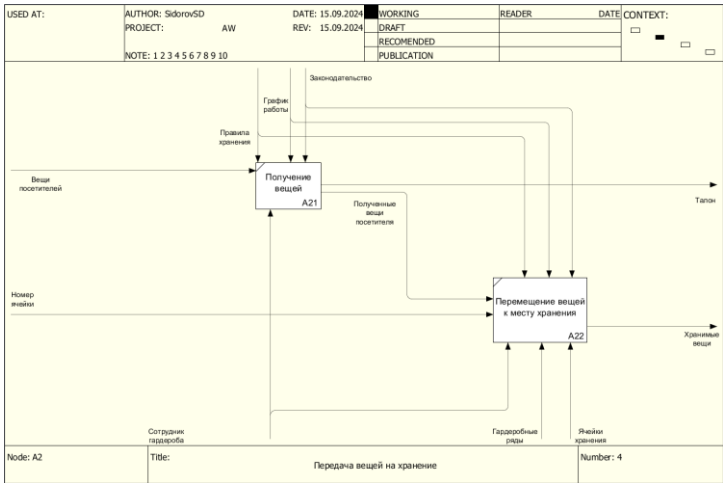 USED AT:
AUTHOR: SidorovSD
DATE: 15.09.2024
WORKING
READER
DATE
CONTEXT:
PROJECT: AW
REV: 15.09.2024
DRAFT
RECOMENDED
NOTE: 1 2 3 4 5 6 7 8 9 10
PUBLICATION
Законодательство
График
работы
Правила
хранения
Вещи
посетителей
Получение
вещей
A21
Талон
Полученные
вещи
посетителя
Номер
ячейки
Перемещение вещей
к месту хранения
A22
Хранимые
вещи
Сотрудник
гардероба
Гардеробные
ряды
Ячейки
хранения
Node: A2
Title:
Передача вещей на хранение
Number: 4